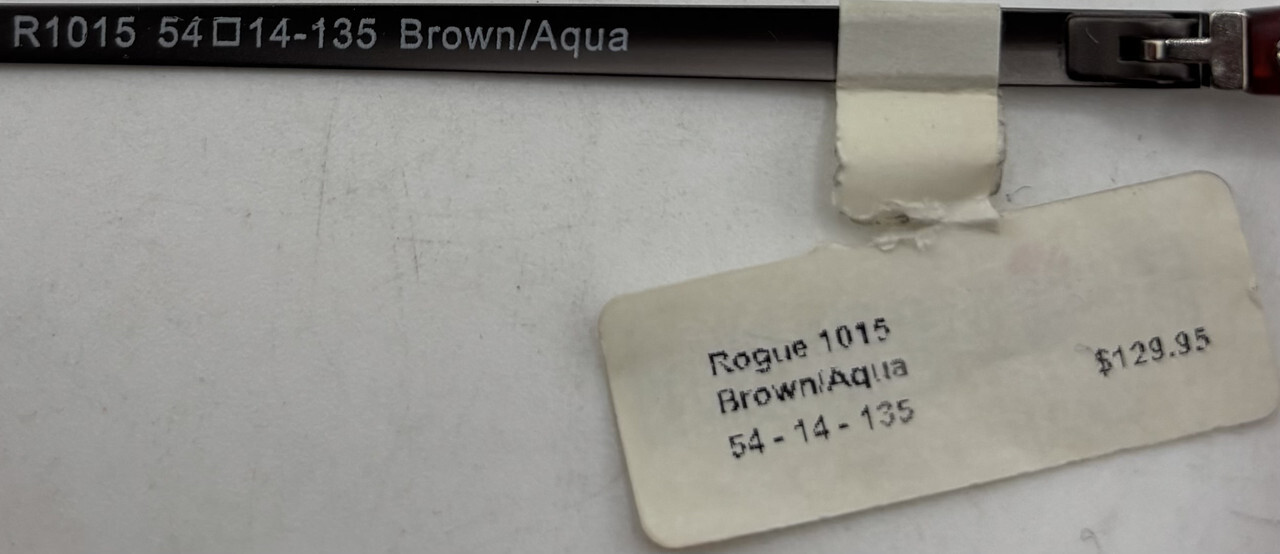 R1015 54□14-135 Brown/Aqua
Rogue 1015
Brown/Aqua
54 - 14 - 135
$129.95